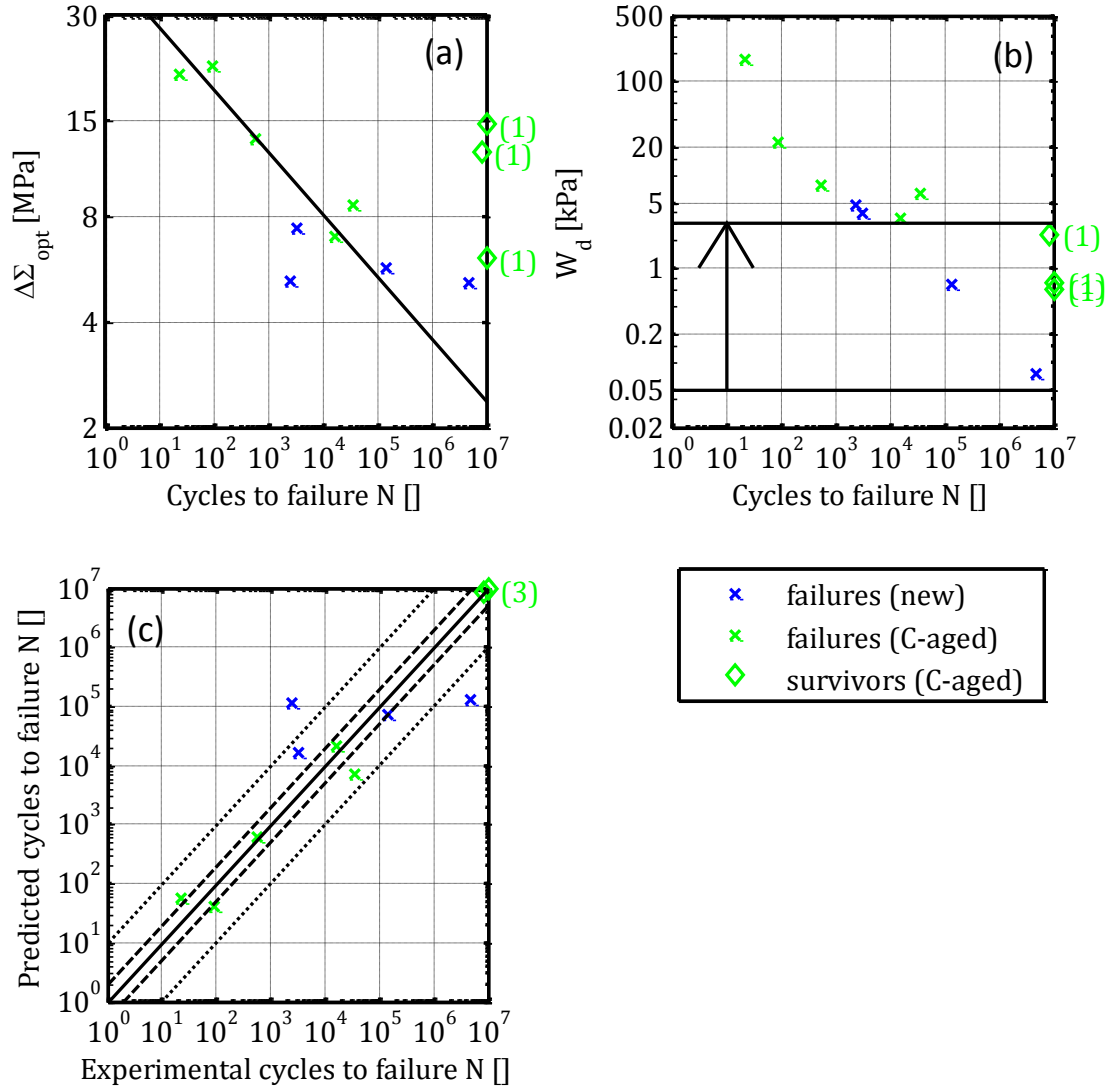 (a)
30
15
8
4
2
ΔΣ_opt [MPa]
(1)
(1)
(1)
10^0 10^1 10^2 10^3 10^4 10^5 10^6 10^7
Cycles to failure N []
(b)
500
100
20
5
1
0.2
0.05
0.02
W_d [kPa]
(1)
(1)
(1)
10^0 10^1 10^2 10^3 10^4 10^5 10^6 10^7
Cycles to failure N []
(c)
10^7
10^6
10^5
10^4
10^3
10^2
10^1
10^0
Predicted cycles to failure N []
(3)
10^0 10^1 10^2 10^3 10^4 10^5 10^6 10^7
Experimental cycles to failure N []
failures (new)
failures (C-aged)
survivors (C-aged)